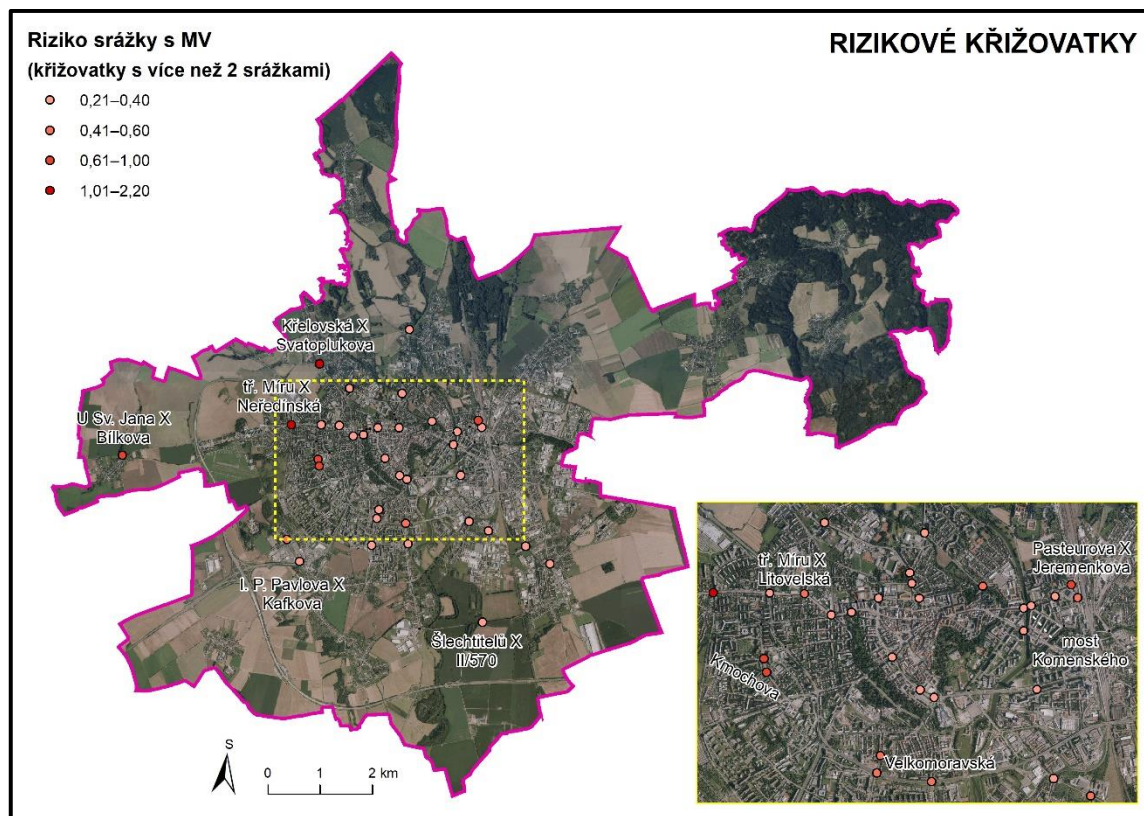 Riziko srážky s MV
(křižovatky s více než 2 srážkami)
0,21–0,40
0,41–0,60
0,61–1,00
1,01–2,20
RIZIKOVÉ KŘIŽOVATKY
Křelovská X
Svatoplukova
tř. Míru X
Neředínská
U Sv. Jana X
Bílkova
I. P. Pavlova X
Kafkova
Šlechtitelů X
II/570
S
0 1 2 km
tř. Míru X
Litovelská
Pasteurova X
Jeremenkova
Kmochova
most
Komenského
Velkomoravská